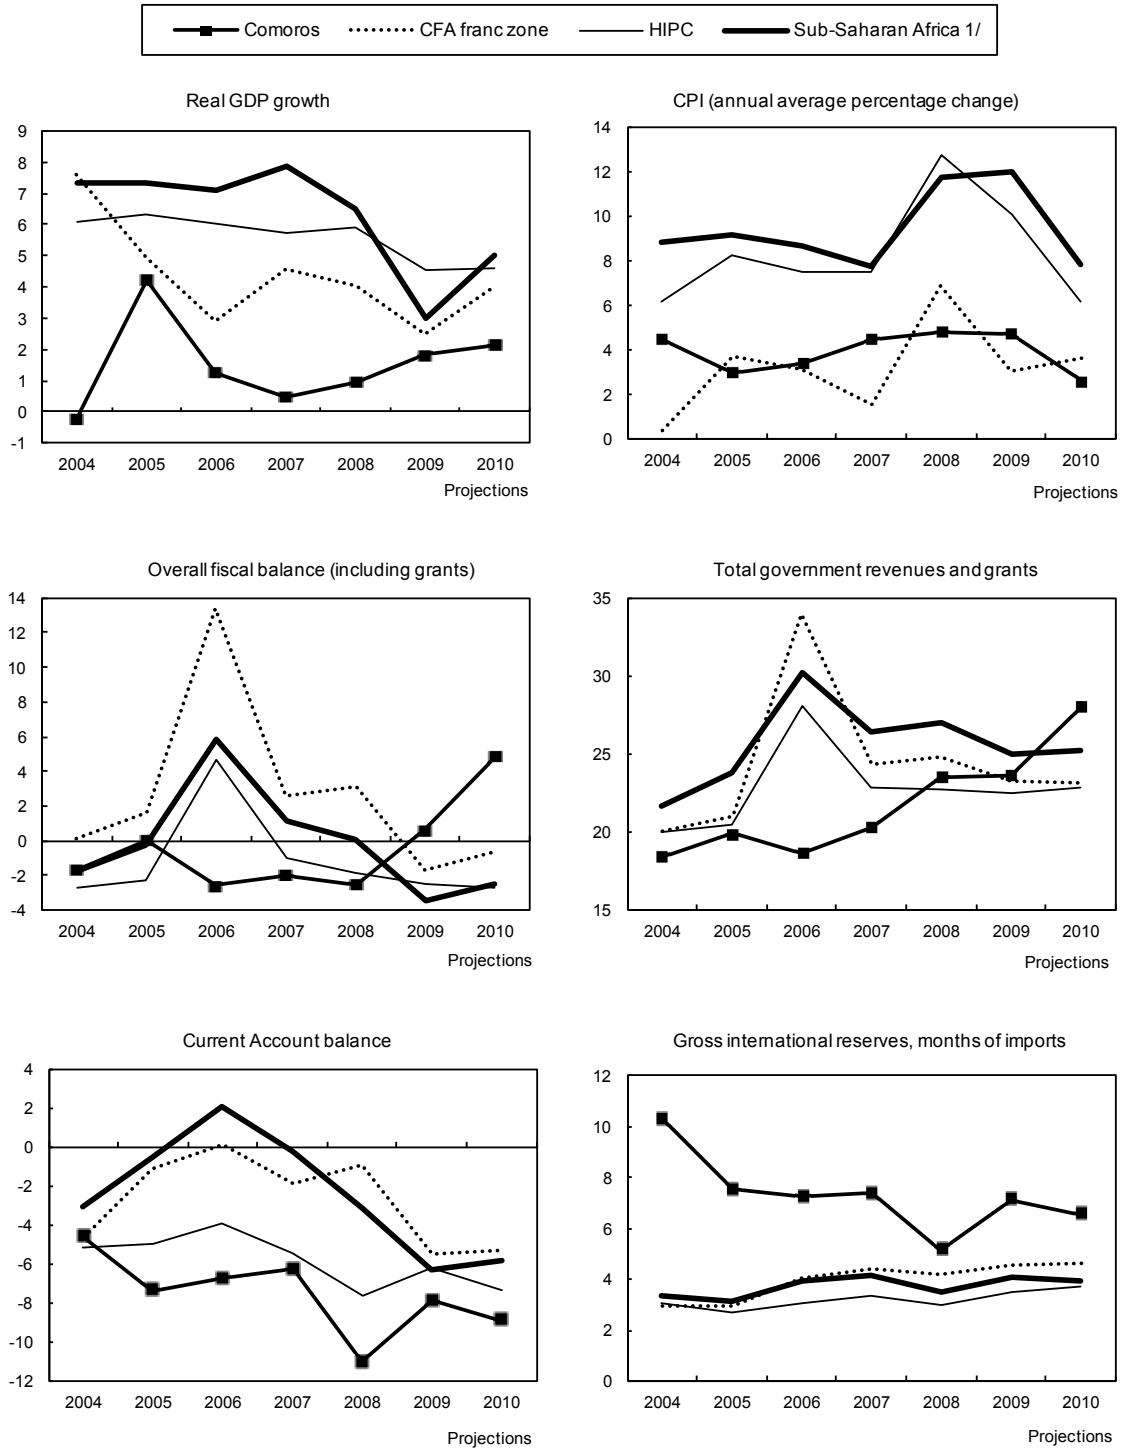 Comoros CFA franc zone HIPC Sub-Saharan Africa 1/
Real GDP growth
9
8
7
6
5
4
3
2
1
0
-1
2004 2005 2006 2007 2008 2009 2010
Projections
CPI (annual average percentage change)
14
12
10
8
6
4
2
0
2004 2005 2006 2007 2008 2009 2010
Projections
Overall fiscal balance (including grants)
14
12
10
8
6
4
2
0
-2
-4
2004 2005 2006 2007 2008 2009 2010
Projections
Total government revenues and grants
35
30
25
20
15
2004 2005 2006 2007 2008 2009 2010
Projections
Current Account balance
4
2
0
-2
-4
-6
-8
-10
-12
2004 2005 2006 2007 2008 2009 2010
Projections
Gross international reserves, months of imports
12
10
8
6
4
2
0
2004 2005 2006 2007 2008 2009 2010
Projections